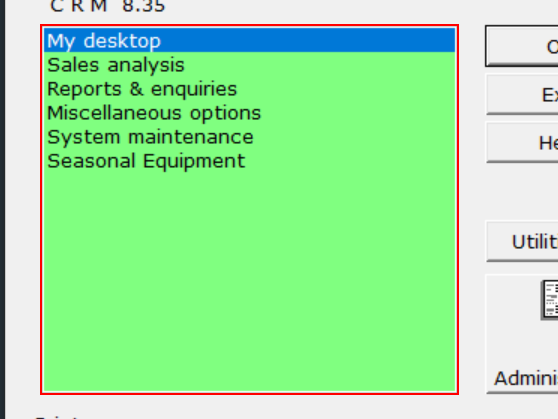 C R M 8.35
My desktop
Sales analysis
Reports & enquiries
Miscellaneous options
System maintenance
Seasonal Equipment
O
Ex
He
Utilit
Admini